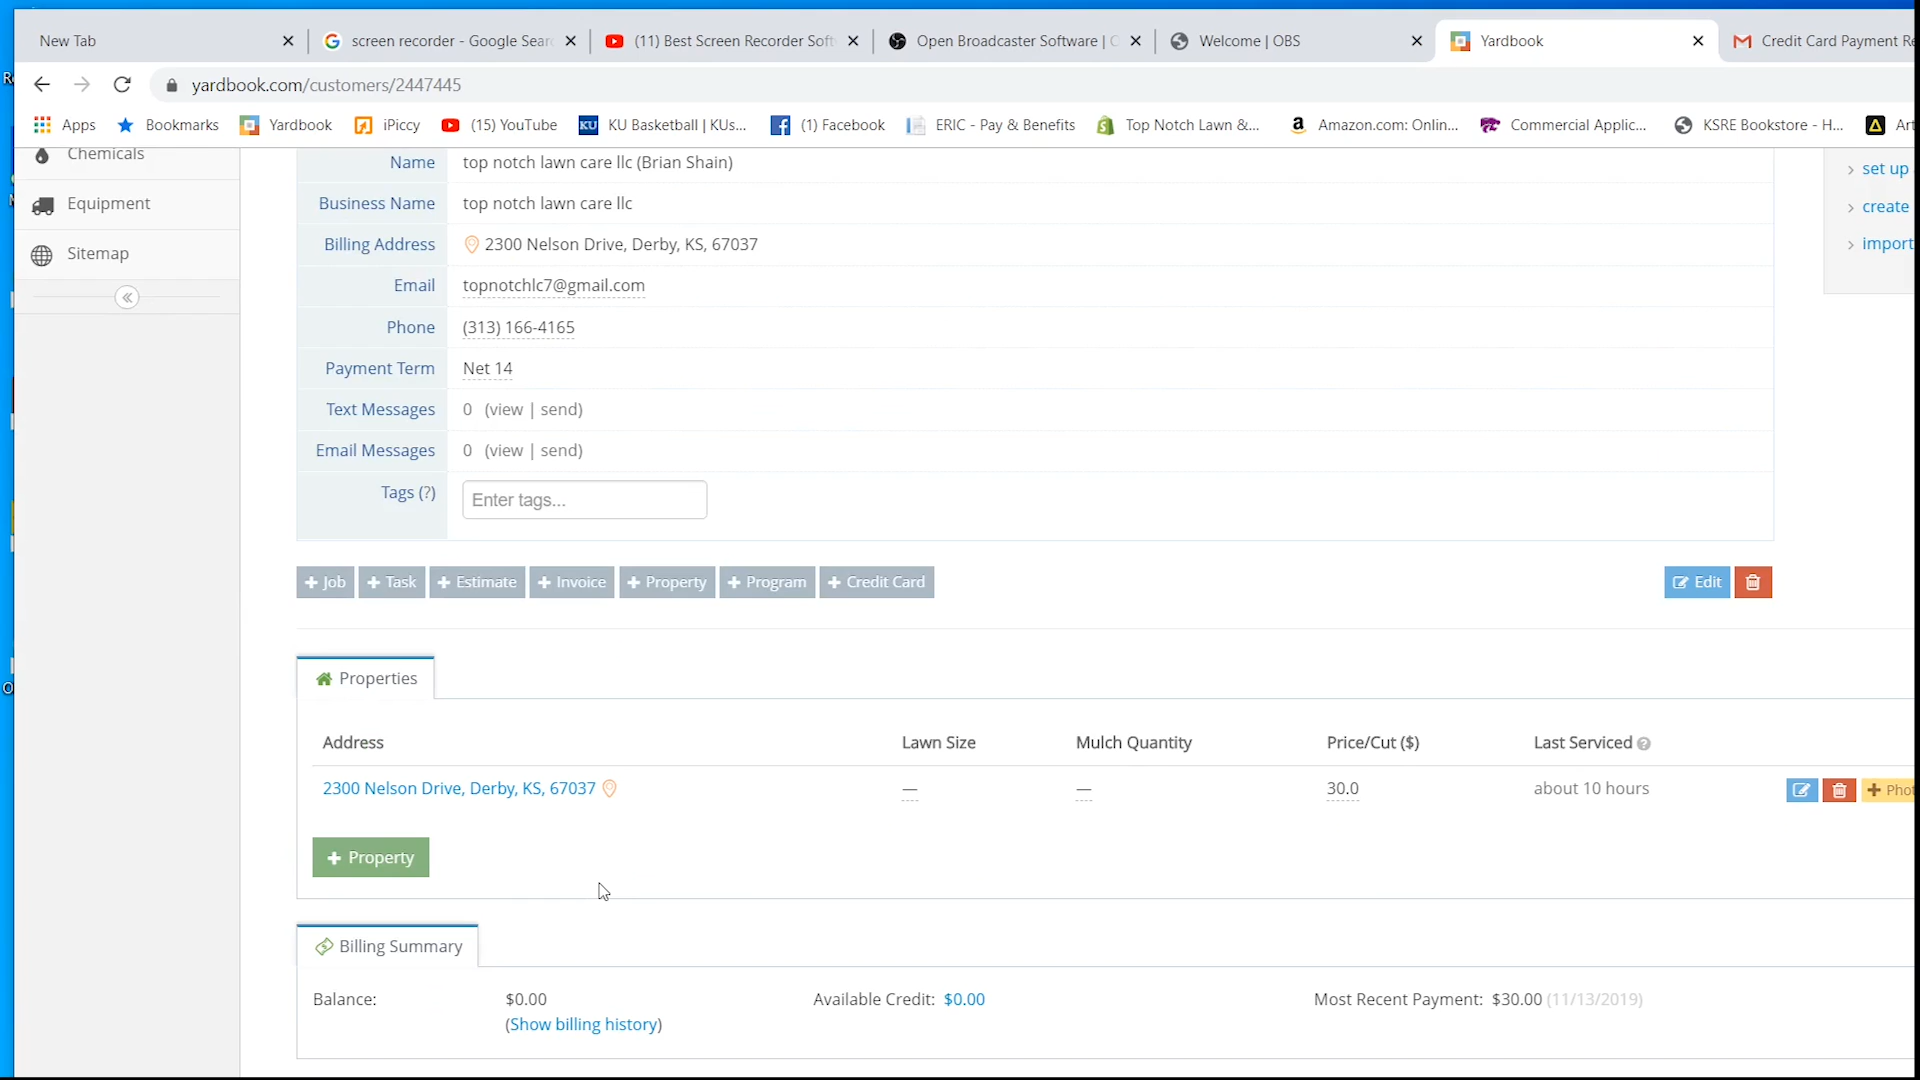 New Tab
screen recorder - Google Sear
(11) Best Screen Recorder Soft
Open Broadcaster Software | C
Welcome | OBS
Yardbook
Credit Card Payment Re
yardbook.com/customers/2447445
Apps
Bookmarks
Yardbook
iPiccy
(15) YouTube
KU Basketball | KUs...
(1) Facebook
ERIC - Pay & Benefits
Top Notch Lawn &...
Amazon.com: Onlin...
Commercial Applic...
KSRE Bookstore - H...
Art
Chemicals
Equipment
Sitemap
Name top notch lawn care llc (Brian Shain)
Business Name top notch lawn care llc
Billing Address 2300 Nelson Drive, Derby, KS, 67037
Email topnotchlc7@gmail.com
Phone (313) 166-4165
Payment Term Net 14
Text Messages 0 (view | send)
Email Messages 0 (view | send)
Tags (?) Enter tags...
set up
create
import
+ Job + Task + Estimate + Invoice + Property + Program + Credit Card Edit
Properties
Address Lawn Size Mulch Quantity Price/Cut ($) Last Serviced
2300 Nelson Drive, Derby, KS, 67037 — — 30.0 about 10 hours + Phot
+ Property
Billing Summary
Balance: $0.00 Available Credit: $0.00 Most Recent Payment: $30.00 (11/13/2019)
(Show billing history)